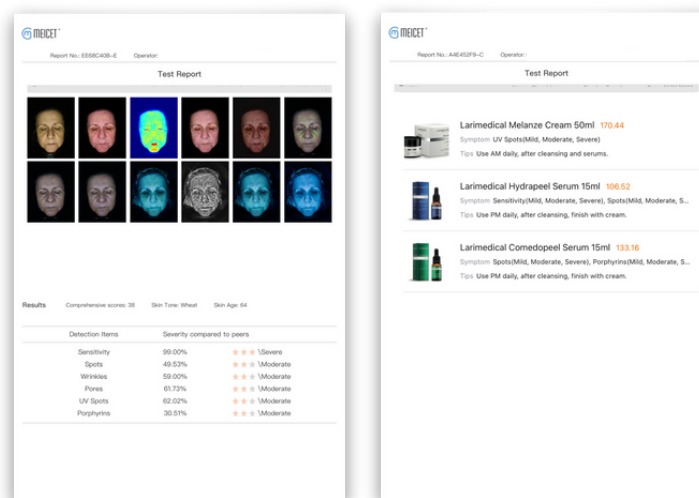 MEICET
Report No.: EE68C40B-E Operator:
Test Report
Results Comprehensive scores: 38 Skin Tone: Wheat Skin Age: 64
Detection Items Severity compared to peers
Sensitivity 99.00% ★ ★ ★ \Severe
Spots 49.53% ★ ★ ★ \Moderate
Wrinkles 59.00% ★ ★ ★ \Moderate
Pores 61.73% ★ ★ ★ \Moderate
UV Spots 62.02% ★ ★ ★ \Moderate
Porphyrins 30.51% ★ ★ ★ \Moderate
MEICET
Report No.: A4E452F9-C Operator:
Test Report
Larimedical Melanze Cream 50ml 170.44
Symptom UV Spots(Mild, Moderate, Severe)
Tips Use AM daily, after cleansing and serums.
Larimedical Hydrapeel Serum 15ml 106.52
Symptom Sensitivity(Mild, Moderate, Severe), Spots(Mild, Moderate, S...
Tips Use PM daily, after cleansing, finish with cream.
Larimedical Comedopeel Serum 15ml 133.16
Symptom Spots(Mild, Moderate, Severe), Porphyrins(Mild, Moderate, S...
Tips Use PM daily, after cleansing, finish with cream.